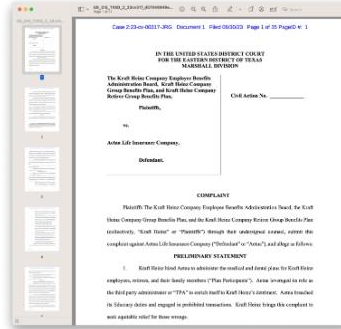 Case 2:23-cv-00317-JRG Document 1 Filed 06/30/23 Page 1 of 35 PageID #: 1
IN THE UNITED STATES DISTRICT COURT
FOR THE EASTERN DISTRICT OF TEXAS
MARSHALL DIVISION
The Kraft Heinz Company Employee Benefits
Administration Board, Kraft Heinz Company
Group Benefits Plan, and Kraft Heinz Company
Retiree Group Benefits Plan,
Plaintiffs,
Civil Action No.
vs.
Aetna Life Insurance Company,
Defendant.
COMPLAINT
Plaintiffs The Kraft Heinz Company Employee Benefits Administration Board, the Kraft
Heinz Company Group Benefits Plan, and the Kraft Heinz Company Retiree Group Benefits Plan
(collectively, "Kraft Heinz" or "Plaintiffs") through their undersigned counsel, submit this
complaint against Aetna Life Insurance Company ("Defendant" or "Aetna"), and allege as follows:
PRELIMINARY STATEMENT
1. Kraft Heinz hired Aetna to administer the medical and dental plans for Kraft Heinz
employees, retirees, and their family members ("Plan Participants"). Aetna leveraged its role as
the third party administrator or "TPA" to enrich itself to Kraft Heinz's detriment. Aetna breached
its fiduciary duties and engaged in prohibited transactions. Kraft Heinz brings this complaint to
seek equitable relief for these wrongs.